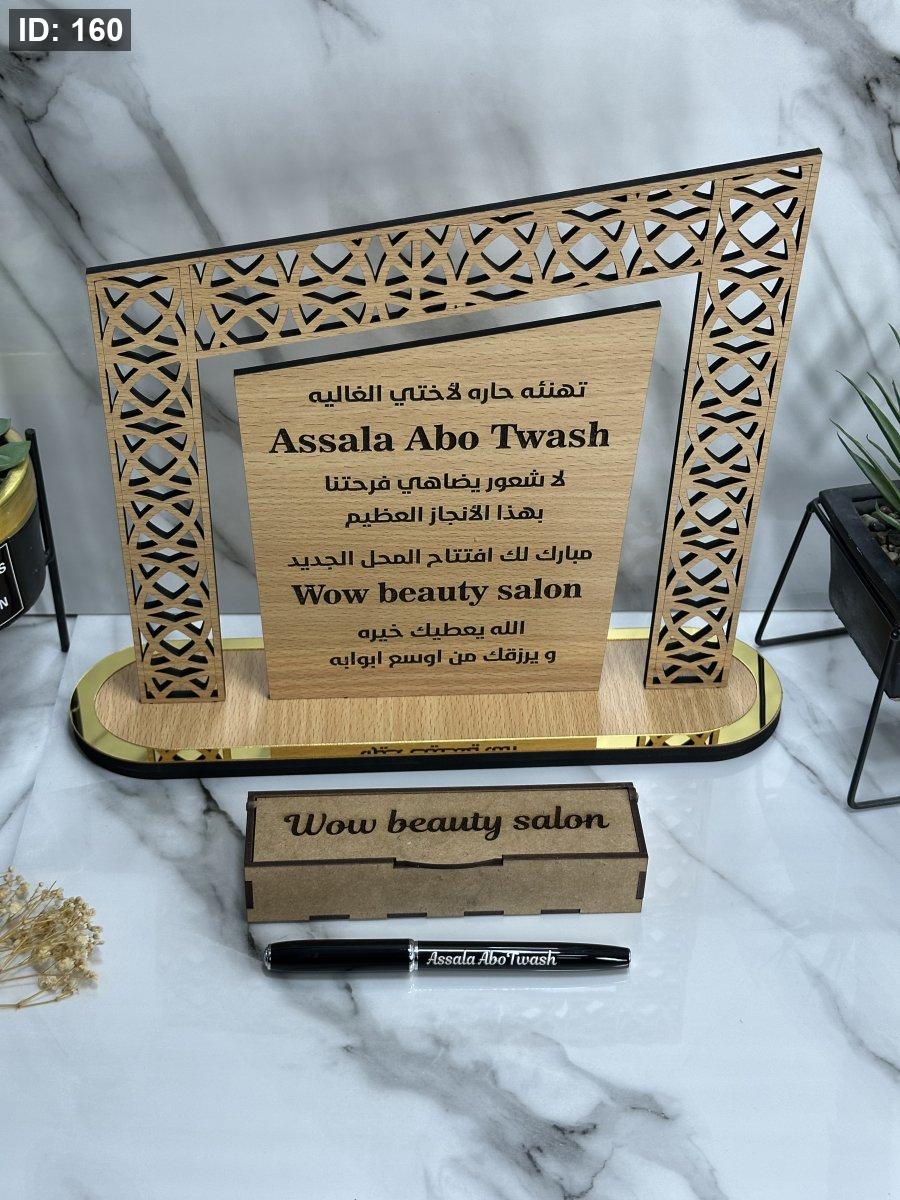 ID: 160
تهنئه حاره لأختي الغاليه
Assala Abo Twash
لا شعور يضاهي فرحتنا
بهذا الأنجاز العظيم
مبارك لك افتتاح المحل الجديد
Wow beauty salon
الله يعطيك خيره
و يرزقك من اوسع ابوابه
Wow beauty salon
Assala Abo Twash